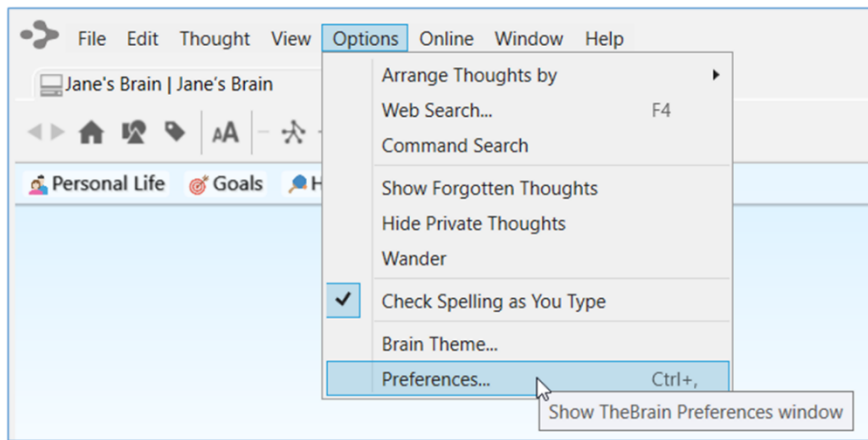 File Edit Thought View Options Online Window Help
Jane's Brain | Jane's Brain
Arrange Thoughts by
Web Search... F4
AA
Command Search
Personal Life Goals H
Show Forgotten Thoughts
Hide Private Thoughts
Wander
Check Spelling as You Type
Brain Theme...
Preferences... Ctrl+,
Show TheBrain Preferences window